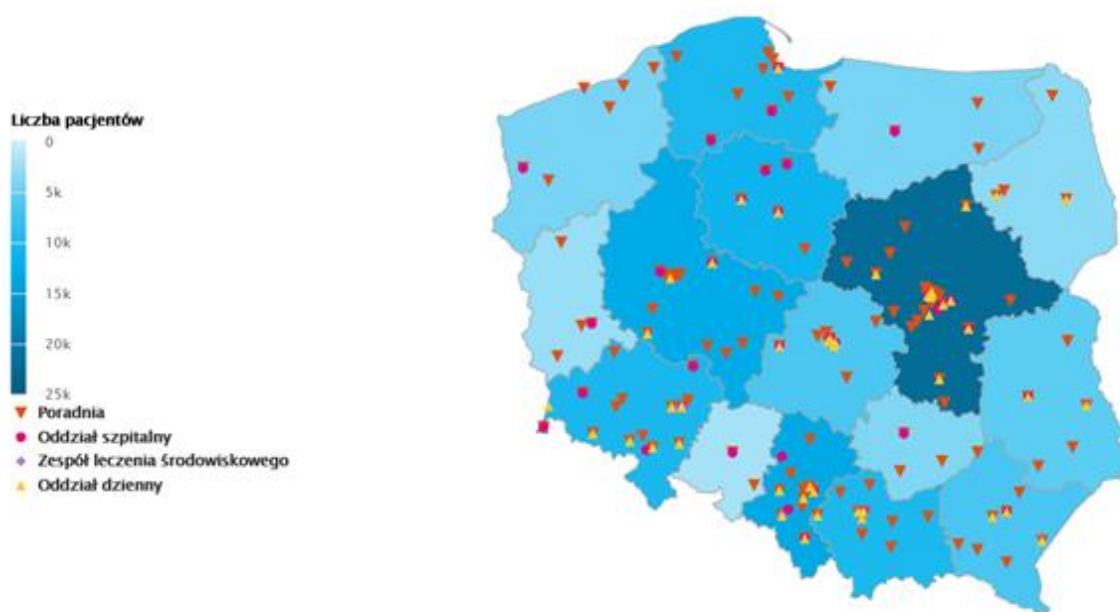 Liczba pacjentów
0
5k
10k
15k
20k
25k
Poradnia
Oddział szpitalny
Zespół leczenia środowiskowego
Oddział dzienny